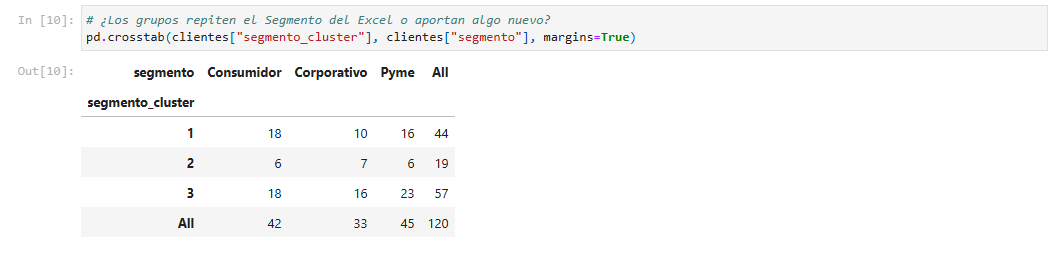 In [10]: # ¿Los grupos repiten el Segmento del Excel o aportan algo nuevo?
pd.crosstab(clientes["segmento_cluster"], clientes["segmento"], margins=True)
Out[10]: segmento Consumidor Corporativo Pyme All
segmento_cluster
1 18 10 16 44
2 6 7 6 19
3 18 16 23 57
All 42 33 45 120